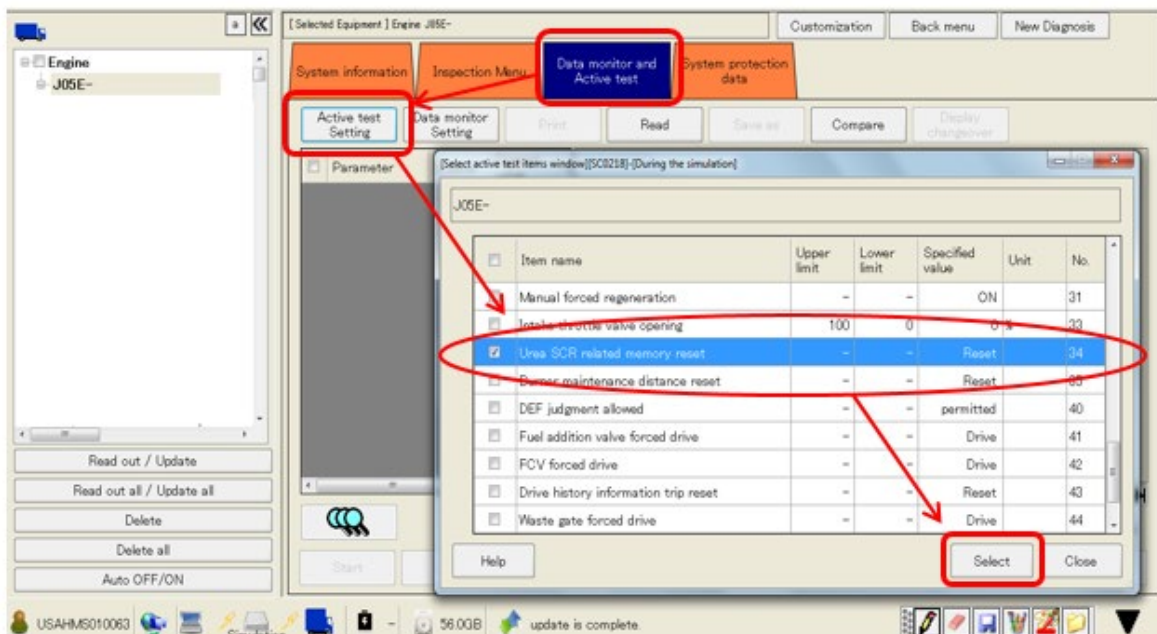 [ Selected Equipment ] Engine J05E-
Customization
Back menu
New Diagnosis
Engine
J05E-
System information
Inspection Menu
Data monitor and
Active test
System protection
data
Active test
Setting
Data monitor
Setting
Print
Read
Save as
Compare
Display
changeover
Parameter
[Select active test items window][SC0218]-[During the simulation]
J05E-
Item name Upper limit Lower limit Specified value Unit No.
Manual forced regeneration - - ON 31
Intake throttle valve opening 100 0 0 % 33
Urea SCR related memory reset - - Reset 34
Burner maintenance distance reset - - Reset 35
DEF judgment allowed - - permitted 40
Fuel addition valve forced drive - - Drive 41
FCV forced drive - - Drive 42
Drive history information trip reset - - Reset 43
Waste gate forced drive - - Drive 44
Help
Select
Close
Read out / Update
Read out all / Update all
Delete
Delete all
Auto OFF/ON
Start
USAHMS010063
Simulation
-
56.0GB
update is complete.